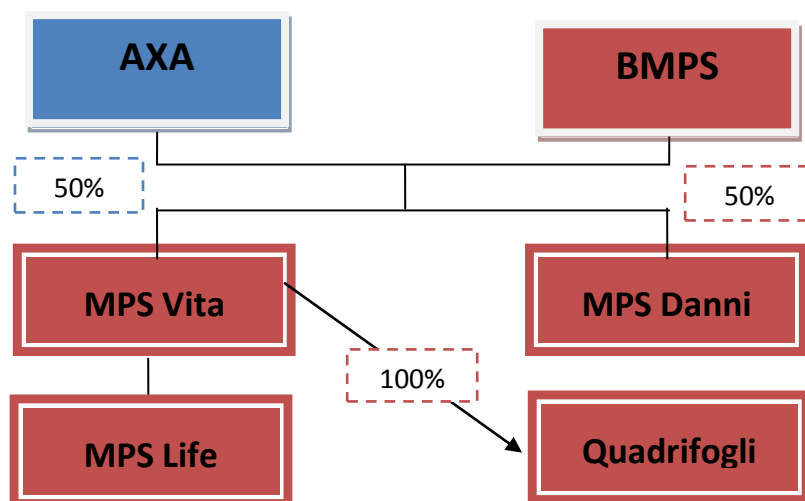 AXA
BMPS
50%
50%
MPS Vita
MPS Danni
100%
MPS Life
Quadrifogli